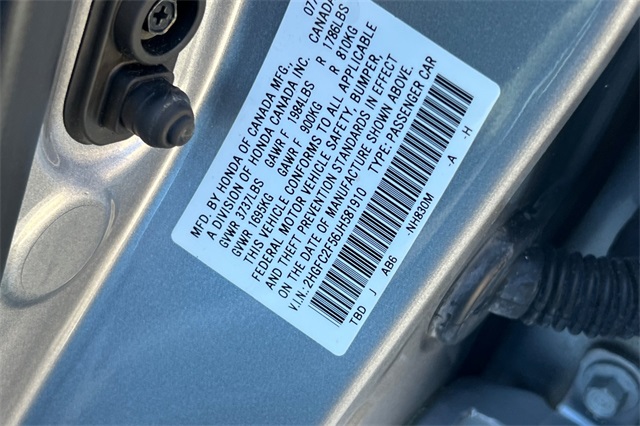 MFD. BY HONDA OF CANADA MFG., CANADA 07
A DIVISION OF HONDA CANADA INC.
GVWR 3737LBS GAWR F 1984LBS R 1786LBS
GVWR 1695KG GAWR F 900KG R 810KG
THIS VEHICLE CONFORMS TO ALL APPLICABLE
FEDERAL MOTOR VEHICLE SAFETY, BUMPER,
AND THEFT PREVENTION STANDARDS IN EFFECT
ON THE DATE OF MANUFACTURE SHOWN ABOVE.
V.I.N.: 2HGFC2F56JH581910 TYPE: PASSENGER CAR
TBD J AB6 -NH830M A H